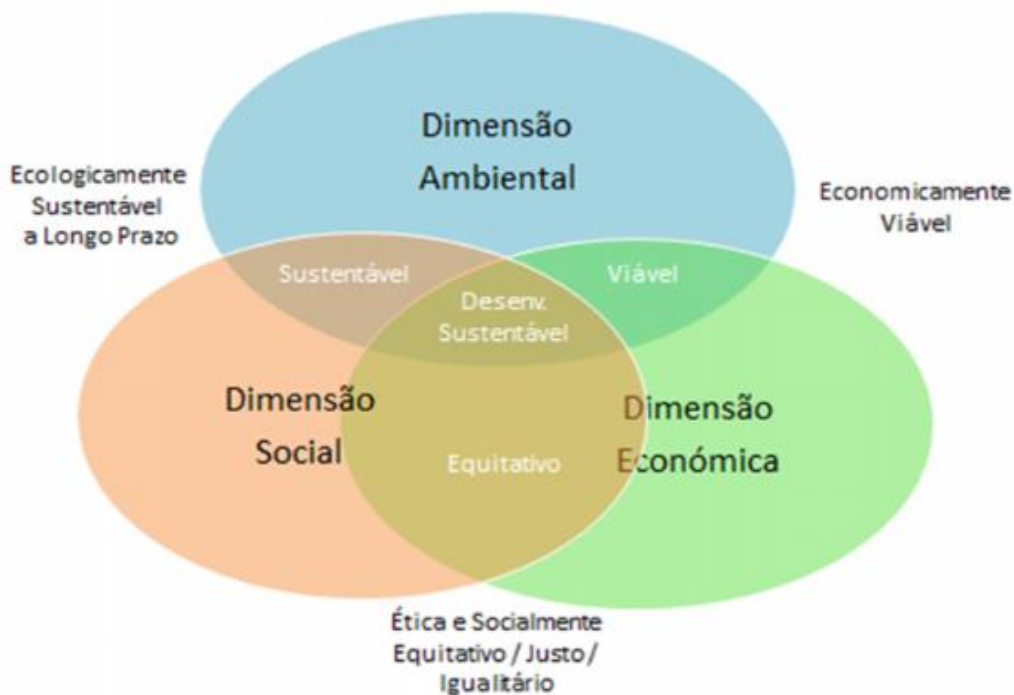 Dimensão
Ambiental
Ecologicamente
Sustentável
a Longo Prazo
Economicamente
Viável
Sustentável
Viável
Desenv.
Sustentável
Dimensão
Social
Dimensão
Económica
Equitativo
Ética e Socialmente
Equitativo / Justo /
Igualitário